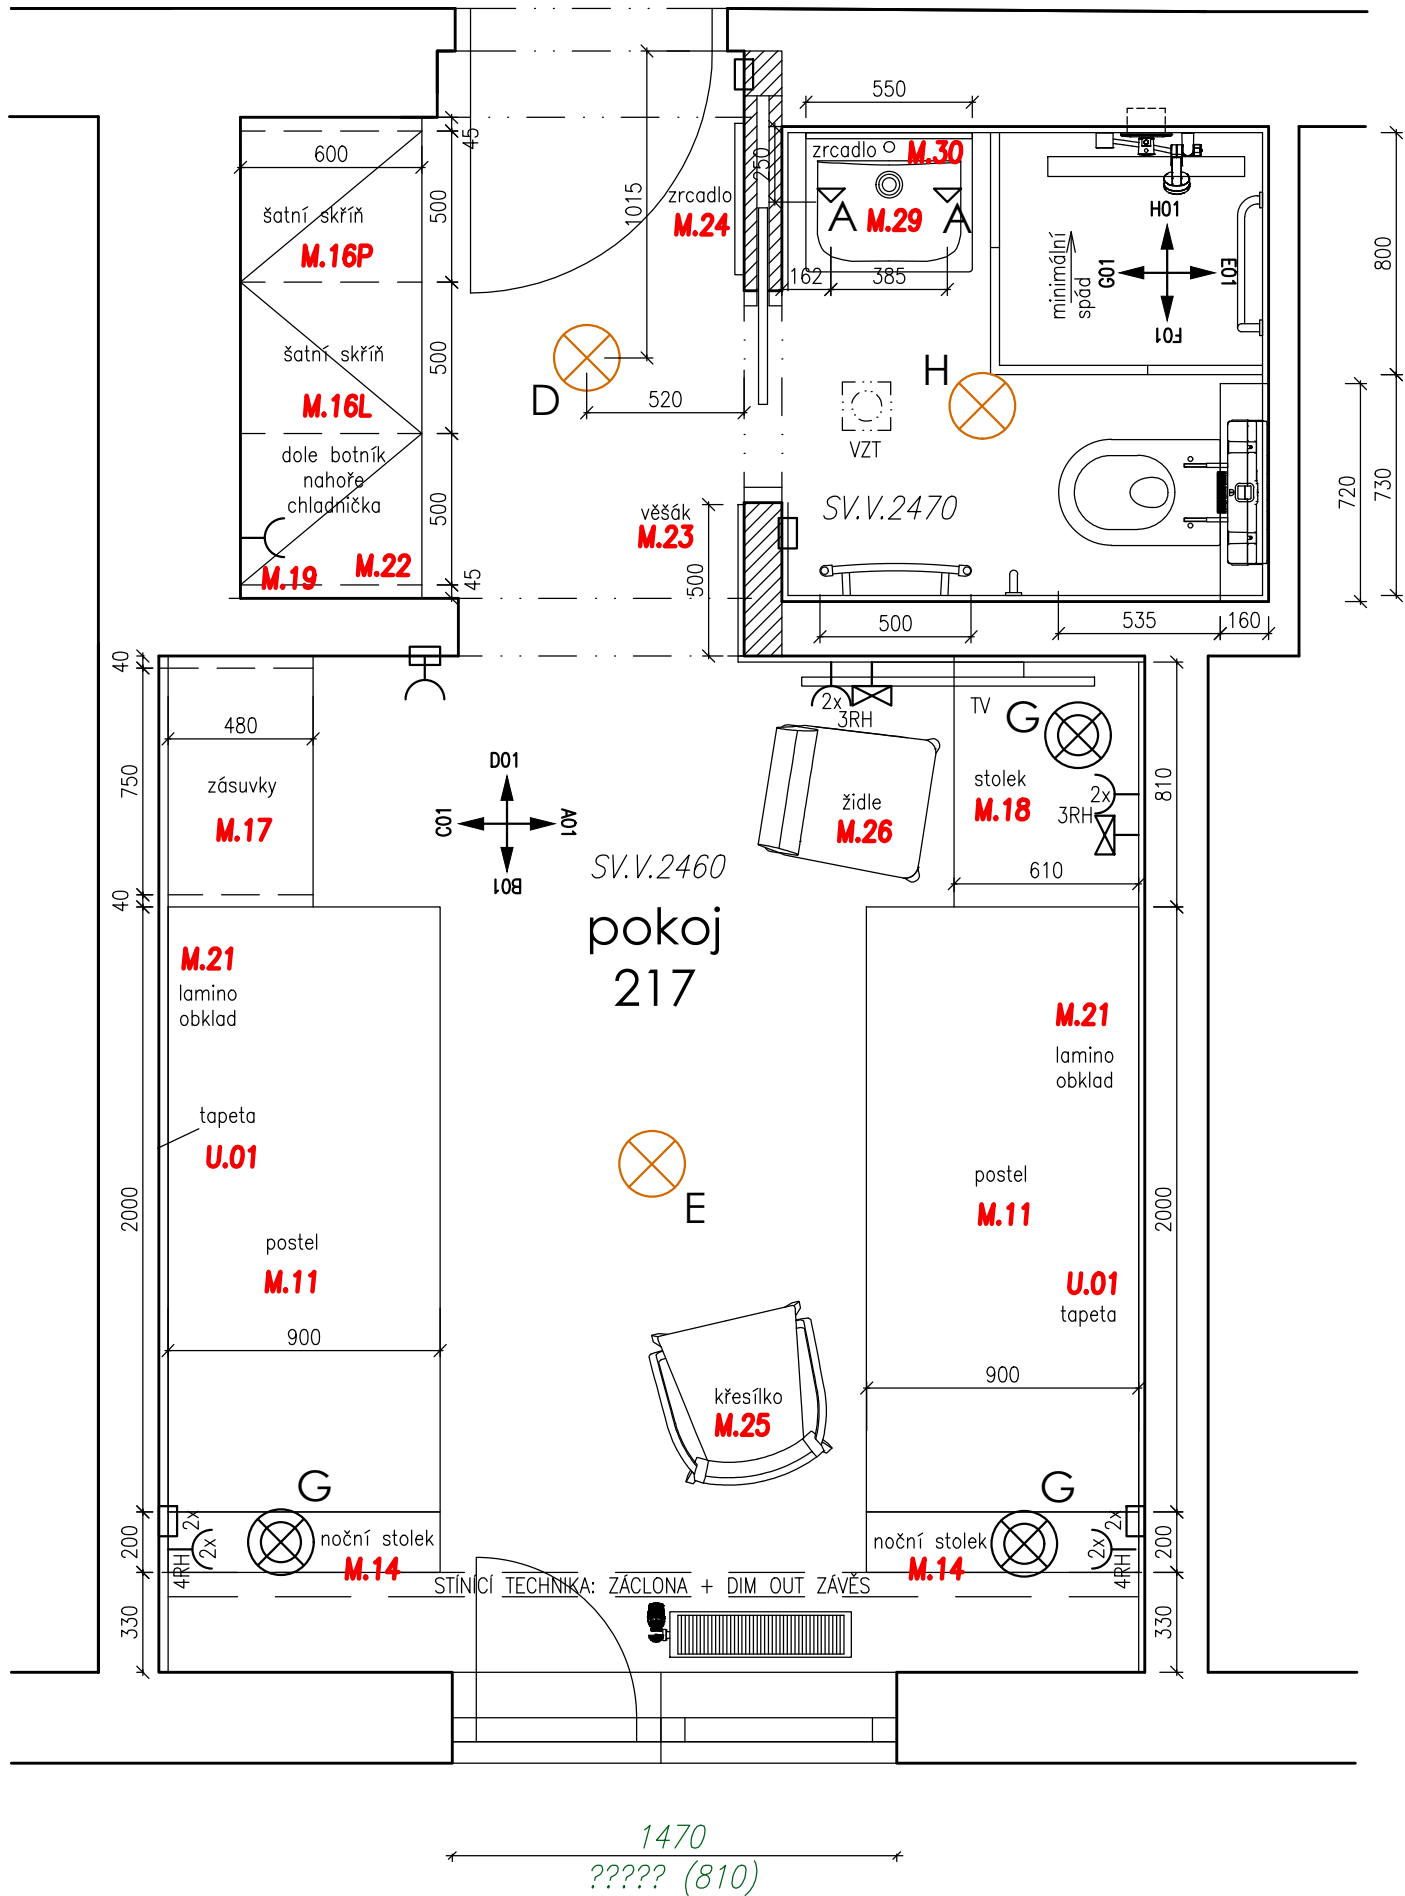 550
600
45
250
zrcadlo
M.30
šatní skříň
M.16P
500
1015
zrcadlo
M.24
A
M.29
A
H01
G01
E01
F01
minimální
spád
800
162
385
šatní skříň
M.16L
500
D
520
H
VZT
dole botník
nahoře
chladnička
500
M.19
M.22
45
věšák
M.23
500
SV.V.2470
720
730
500
535
160
40
480
750
zásuvky
M.17
40
D01
C01
A01
B01
2x
3RH
TV
G
stolek
M.18
2x
3RH
810
židle
M.26
610
SV.V.2460
pokoj
217
M.21
lamino
obklad
M.21
lamino
obklad
tapeta
U.01
2000
E
postel
M.11
2000
postel
M.11
U.01
tapeta
900
900
křesílko
M.25
G
G
2x
2x
4RH
200
noční stolek
M.14
noční stolek
M.14
2x
2x
4RH
200
STÍNÍCÍ TECHNIKA: ZÁCLONA + DIM OUT ZÁVĚS
330
330
1470
????? (810)